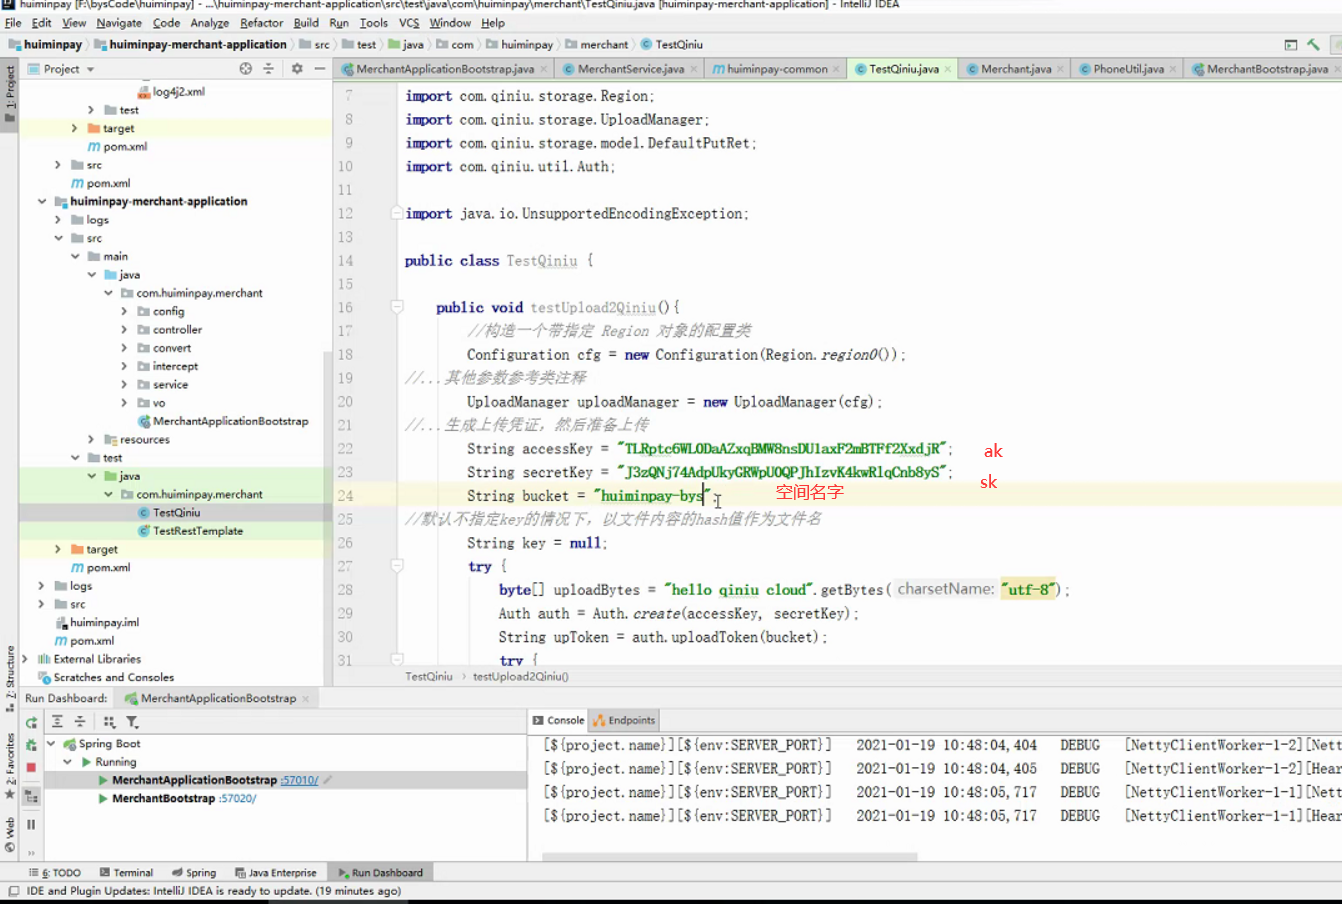 huiminpay [F:\bysCode\huiminpay] - ...\huiminpay-merchant-application\src\test\java\com\huiminpay\merchant\TestQiniu.java [huiminpay-merchant-application] - IntelliJ IDEA
File Edit View Navigate Code Analyze Refactor Build Run Tools VCS Window Help
huiminpay huiminpay-merchant-application src test java com huiminpay merchant TestQiniu
Project
MerchantApplicationBootstrap.java MerchantService.java huiminpay-common TestQiniu.java Merchant.java PhoneUtil.java MerchantBootstrap.java
1: Project
log4j2.xml
test
target
pom.xml
src
pom.xml
huiminpay-merchant-application
logs
src
main
java
com.huiminpay.merchant
config
controller
convert
intercept
service
vo
MerchantApplicationBootstrap
resources
test
java
com.huiminpay.merchant
TestQiniu
TestRestTemplate
target
pom.xml
logs
src
huiminpay.iml
pom.xml
External Libraries
Scratches and Consoles
7 import com.qiniu.storage.Region;
8 import com.qiniu.storage.UploadManager;
9 import com.qiniu.storage.model.DefaultPutRet;
10 import com.qiniu.util.Auth;
11
12 import java.io.UnsupportedEncodingException;
13
14 public class TestQiniu {
15
16 public void testUpload2Qiniu(){
17 //构造一个带指定 Region 对象的配置类
18 Configuration cfg = new Configuration(Region.region0());
19 //...其他参数参考类注释
20 UploadManager uploadManager = new UploadManager(cfg);
21 //...生成上传凭证，然后准备上传
22 String accessKey = "TLRptc6WL0DaAZxqBMW8nsDU1axF2mBTFf2XxdjR"; ak
23 String secretKey = "J3zQNj74AdpUkyGRWpU0QPJhIzvK4kwRlqCnb8yS"; sk
24 String bucket = "huiminpay-bys"; 空间名字
25 //默认不指定key的情况下，以文件内容的hash值作为文件名
26 String key = null;
27 try {
28 byte[] uploadBytes = "hello qiniu cloud".getBytes( charsetName: "utf-8");
29 Auth auth = Auth.create(accessKey, secretKey);
30 String upToken = auth.uploadToken(bucket);
31 try {
TestQiniu testUpload2Qiniu()
7: Structure
2: Favorites
Web
Run Dashboard: MerchantApplicationBootstrap
Spring Boot
Running
MerchantApplicationBootstrap :57010/
MerchantBootstrap :57020/
Console Endpoints
[${project.name}][${env:SERVER_PORT}] 2021-01-19 10:48:04,404 DEBUG [NettyClientWorker-1-2][Nett
[${project.name}][${env:SERVER_PORT}] 2021-01-19 10:48:04,405 DEBUG [NettyClientWorker-1-2][Hear
[${project.name}][${env:SERVER_PORT}] 2021-01-19 10:48:05,717 DEBUG [NettyClientWorker-1-1][Nett
[${project.name}][${env:SERVER_PORT}] 2021-01-19 10:48:05,717 DEBUG [NettyClientWorker-1-1][Hear
6: TODO Terminal Spring Java Enterprise Run Dashboard
IDE and Plugin Updates: IntelliJ IDEA is ready to update. (19 minutes ago)